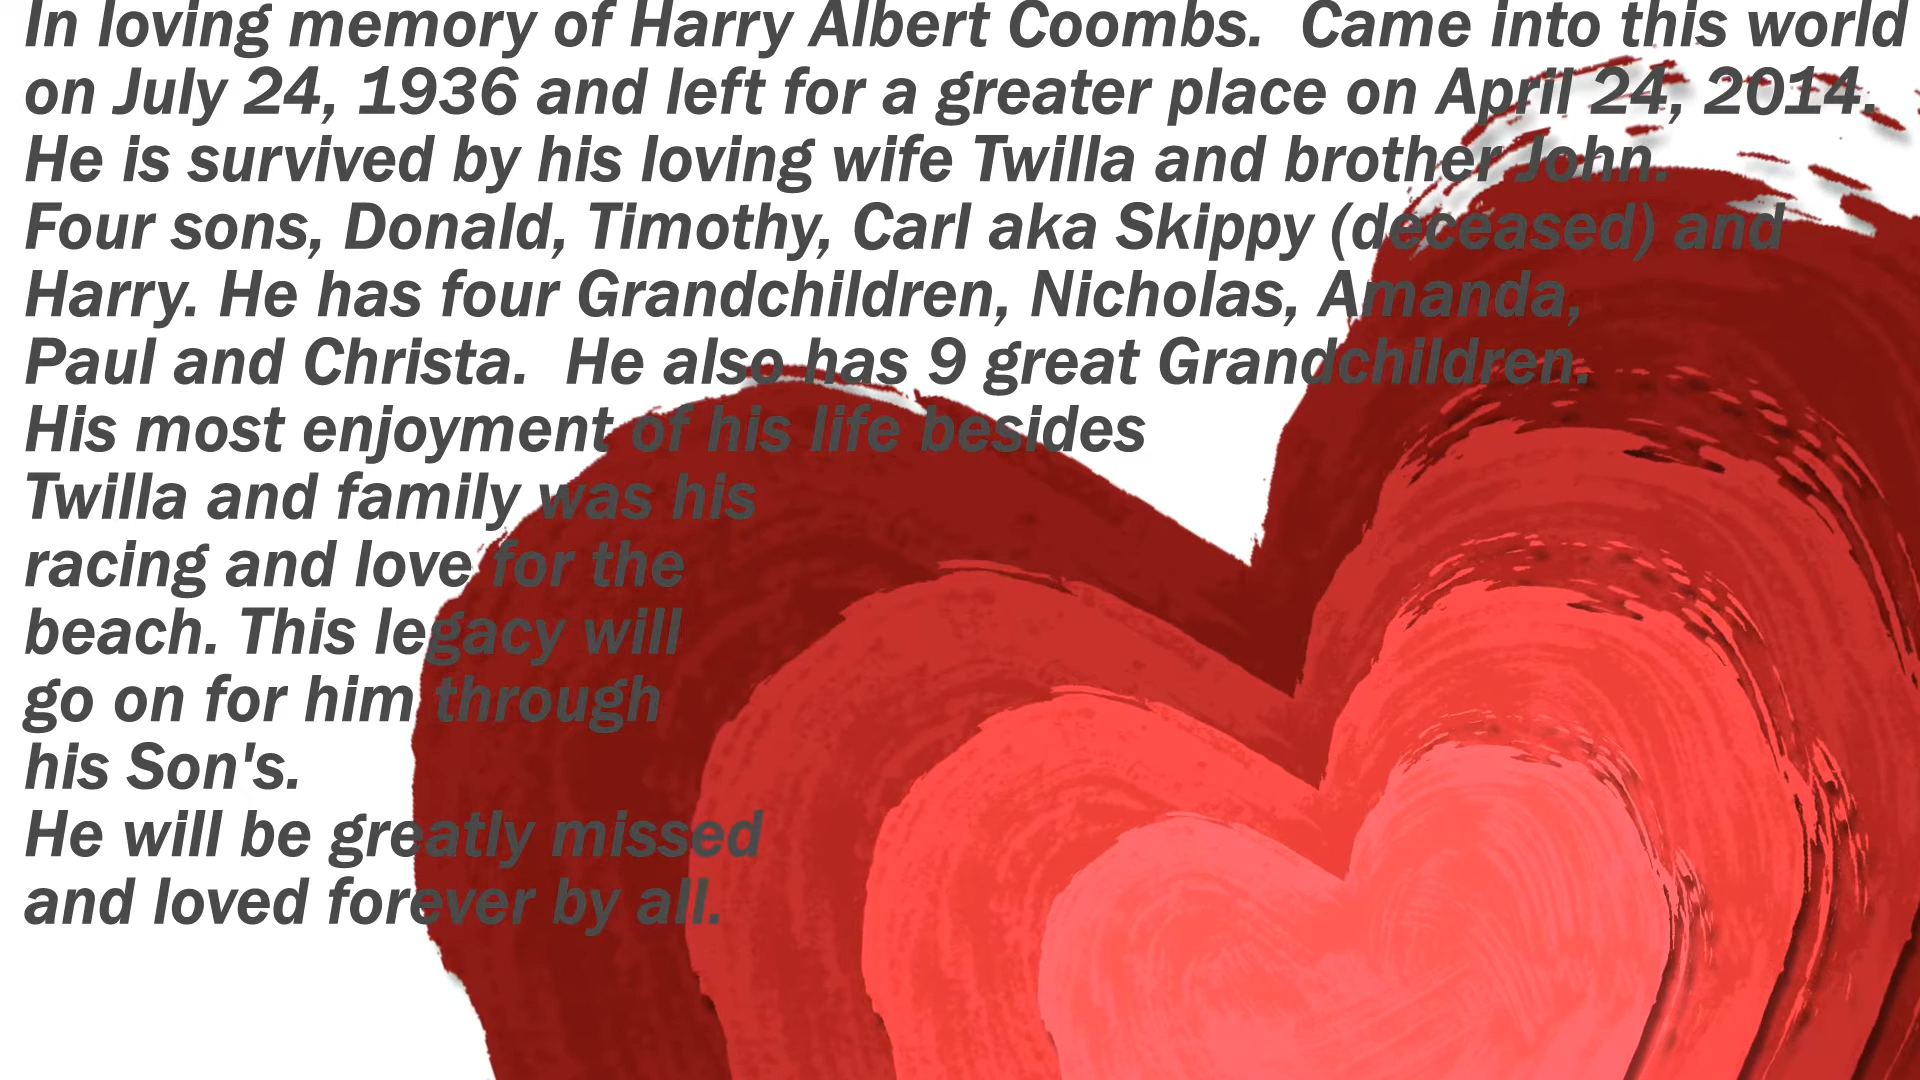 In loving memory of Harry Albert Coombs.  Came into this world
on July 24, 1936 and left for a greater place on April 24, 2014.
He is survived by his loving wife Twilla and brother John.
Four sons, Donald, Timothy, Carl aka Skippy (deceased) and
Harry. He has four Grandchildren, Nicholas, Amanda,
Paul and Christa.  He also has 9 great Grandchildren.
His most enjoyment of his life besides
Twilla and family was his
racing and love for the
beach. This legacy will
go on for him through
his Son's.
He will be greatly missed
and loved forever by all.